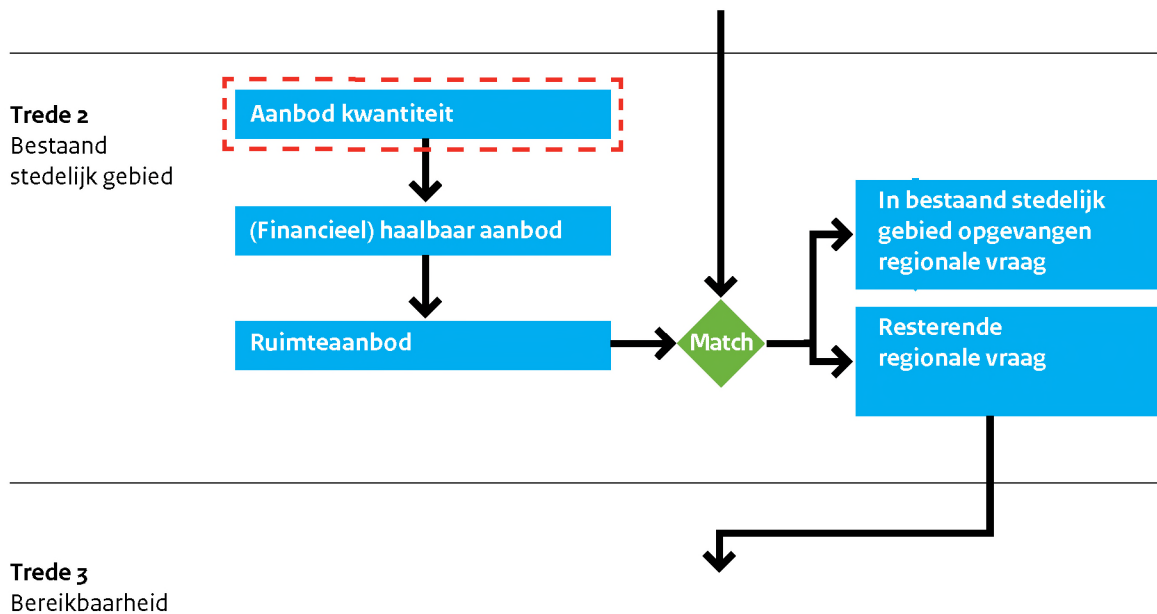 Trede 2
Bestaand
stedelijk gebied
Aanbod kwantiteit
(Financieel) haalbaar aanbod
Ruimteaanbod
Match
In bestaand stedelijk
gebied opgevangen
regionale vraag
Resterende
regionale vraag
Trede 3
Bereikbaarheid